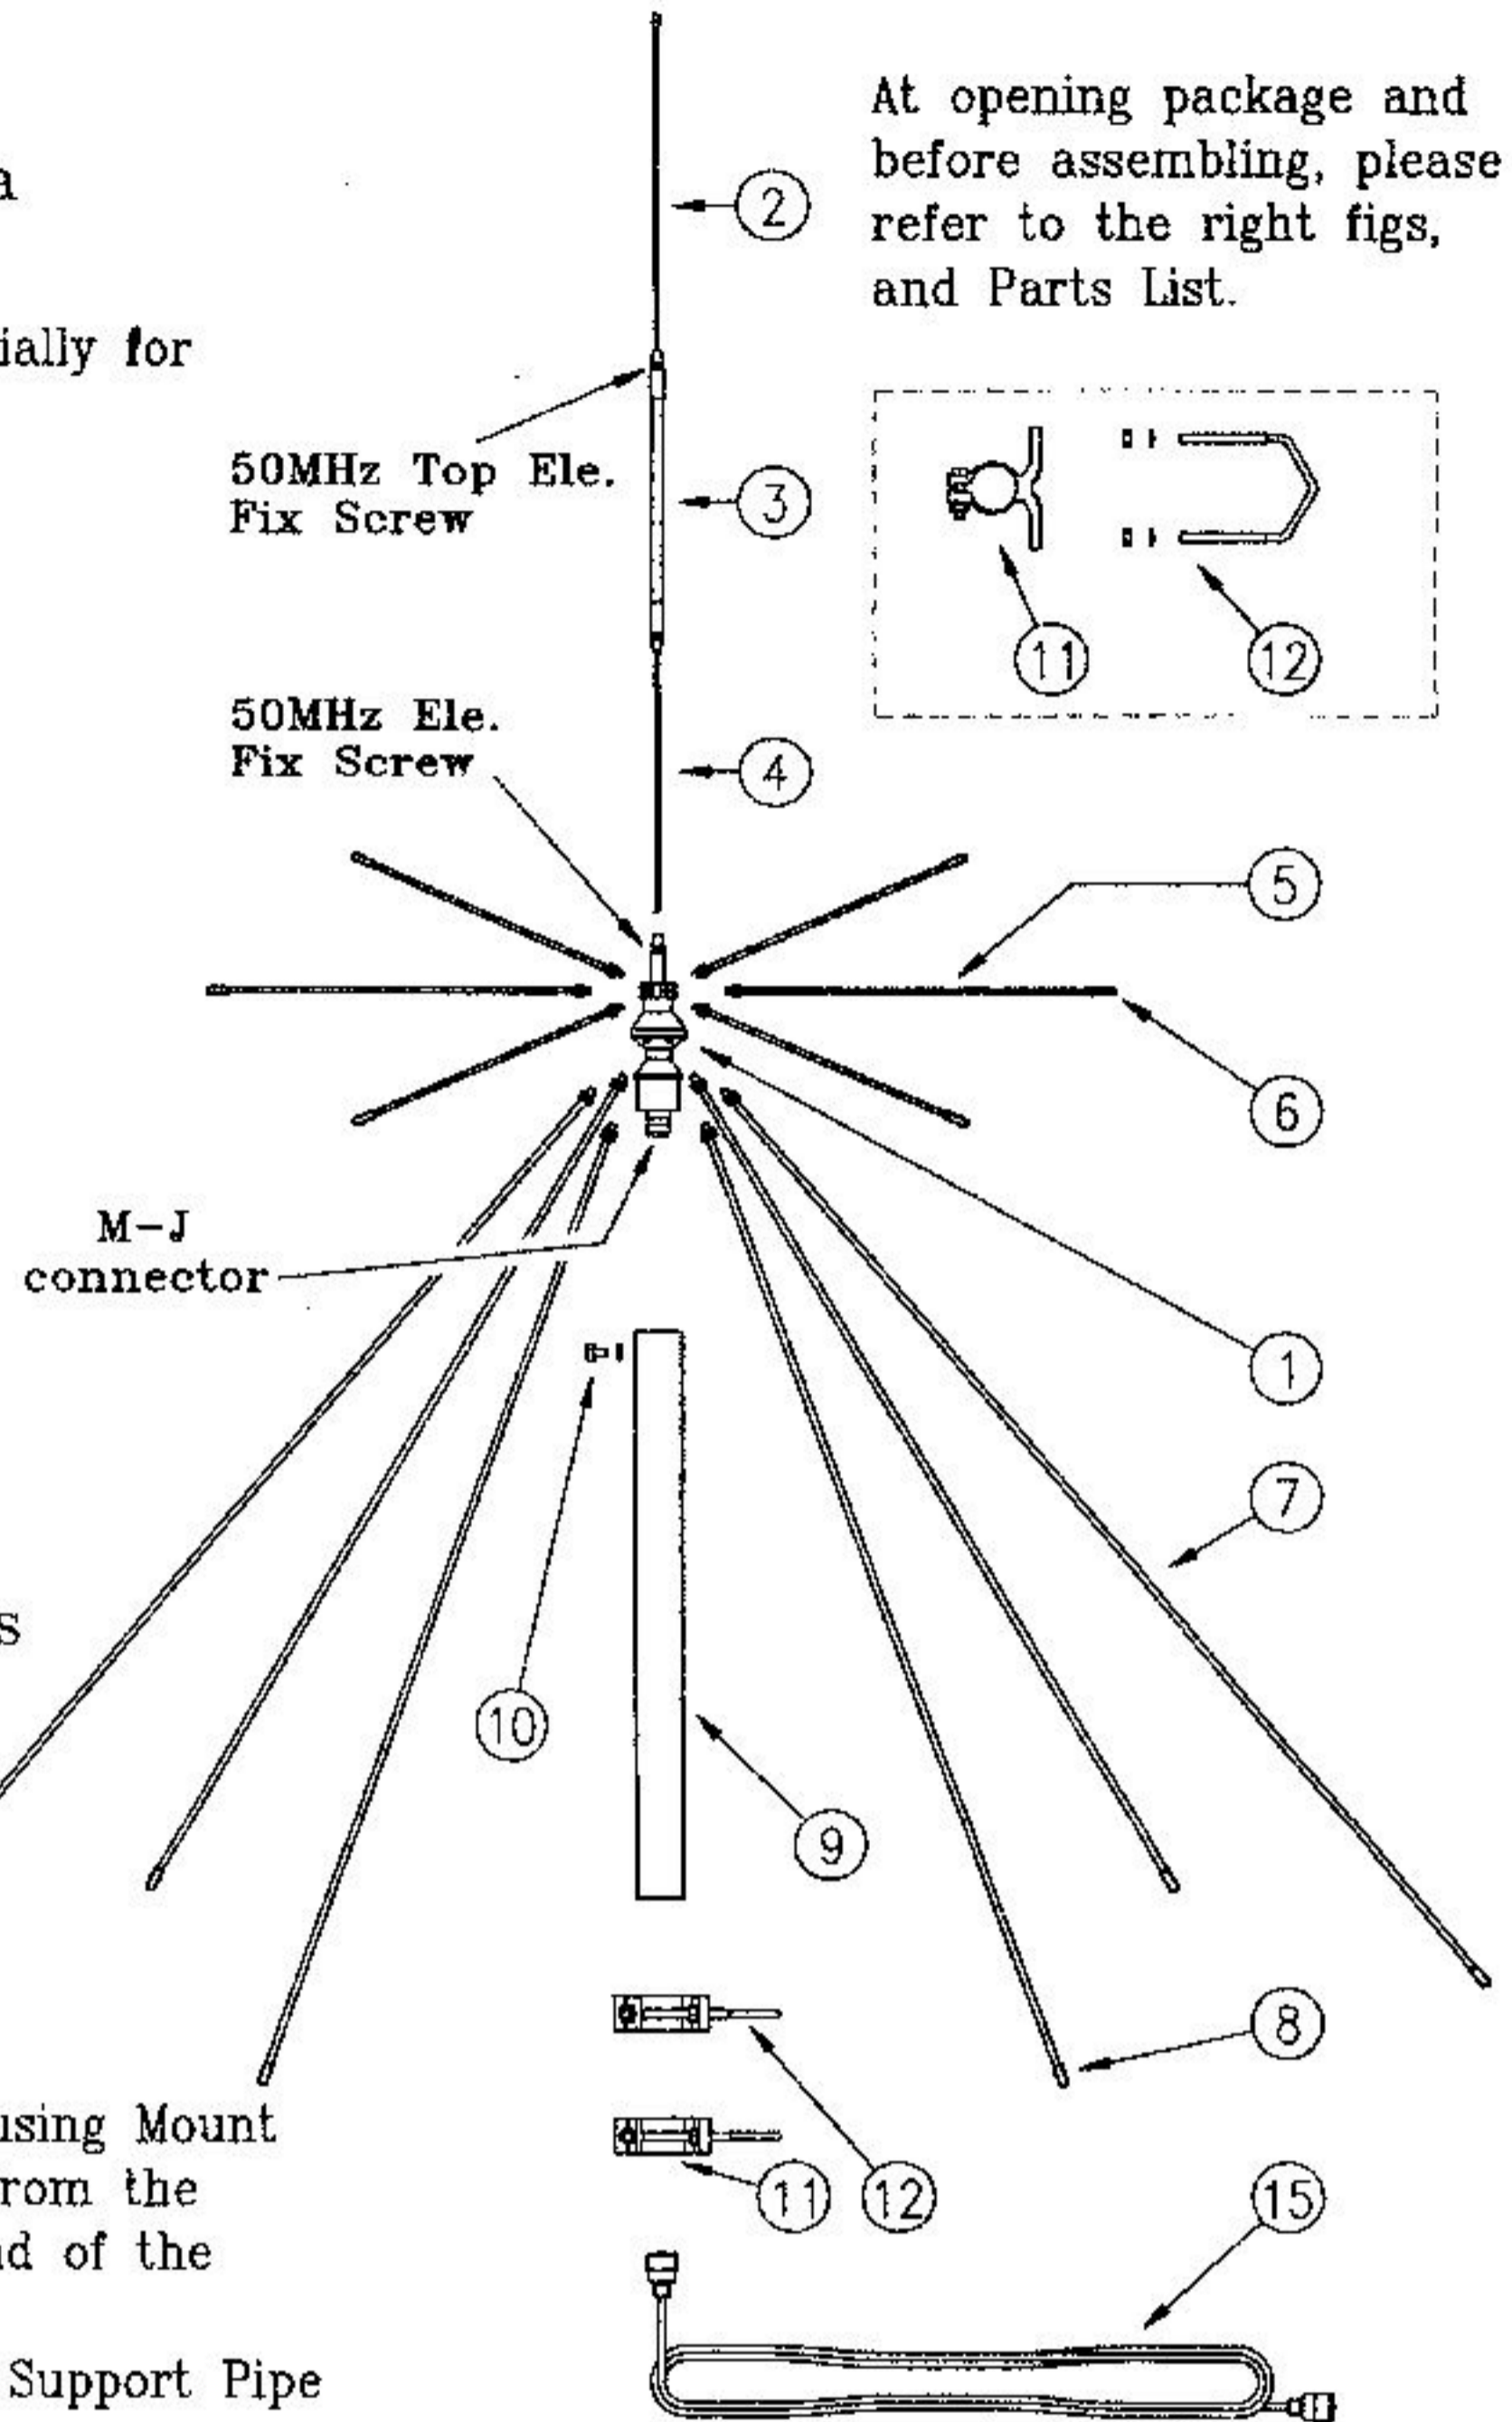 a
At opening package and
before assembling, please
refer to the right figs,
and Parts List.
2
ially for
50MHz Top Ele.
Fix Screw
3
11
12
50MHz Ele.
Fix Screw
4
5
6
M-J
connector
1
7
S
10
9
8
using Mount
rom the
11
12
15
d of the
Support Pipe